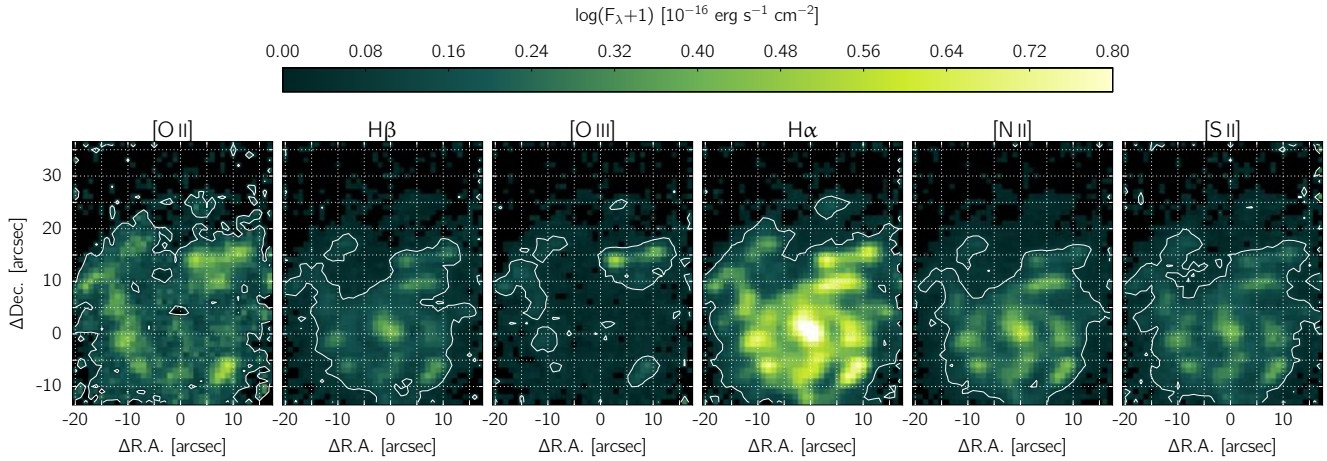 log(F_λ+1) [10⁻¹⁶ erg s⁻¹ cm⁻²]
0.00 0.08 0.16 0.24 0.32 0.40 0.48 0.56 0.64 0.72 0.80
[O II] Hβ [O III] Hα [N II] [S II]
30
20
10
0
-10
ΔDec. [arcsec]
-20 -10 0 10 -20 -10 0 10 -20 -10 0 10 -20 -10 0 10 -20 -10 0 10 -20 -10 0 10
ΔR.A. [arcsec] ΔR.A. [arcsec] ΔR.A. [arcsec] ΔR.A. [arcsec] ΔR.A. [arcsec] ΔR.A. [arcsec]